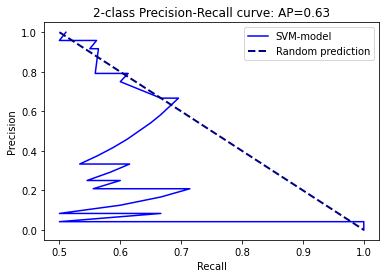 2-class Precision-Recall curve: AP=0.63
SVM-model
Random prediction
Precision
1.0
0.8
0.6
0.4
0.2
0.0
0.5
0.6
0.7
0.8
0.9
1.0
Recall